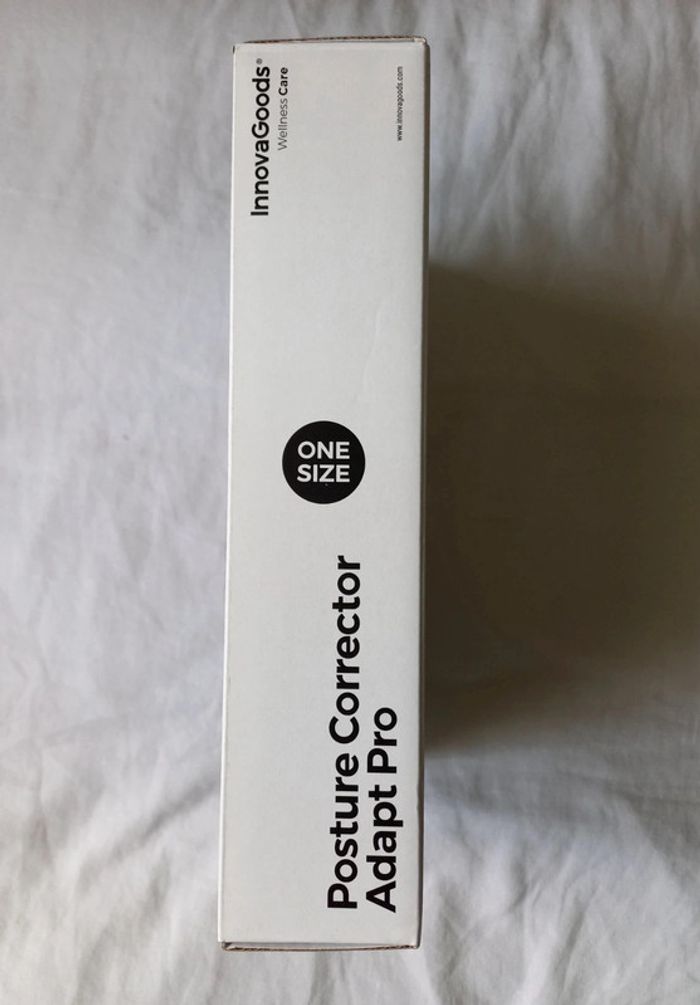 InnovaGoods®
Wellness Care
www.innovagoods.com
ONE
SIZE
Posture Corrector
Adapt Pro